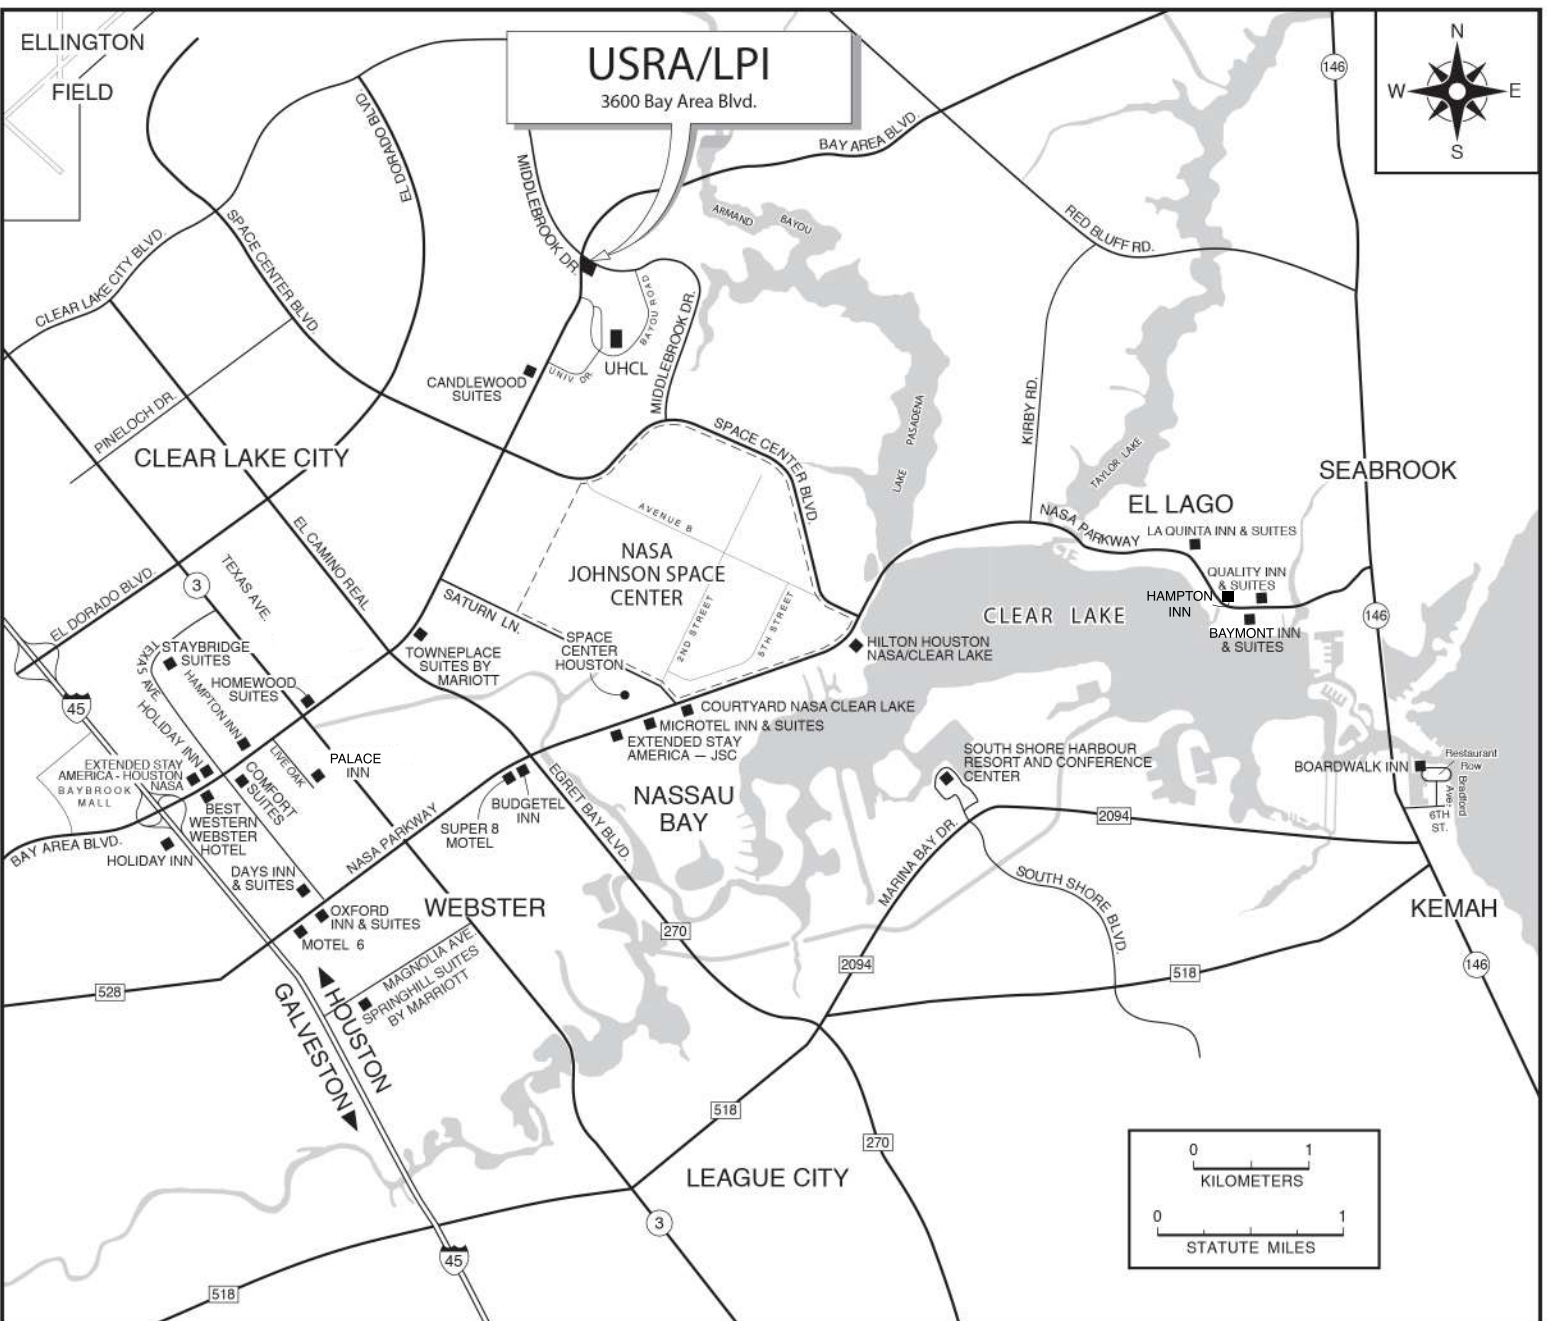 ELLINGTON
FIELD
USRA/LPI
3600 Bay Area Blvd.
146
N
W
E
S
EL DORADO BLVD.
MIDDLEBROOK DR.
BAY AREA BLVD.
ARMAND
BAYOU
RED BLUFF RD.
CLEAR LAKE CITY BLVD.
SPACE CENTER BLVD.
BAYOU ROAD
MIDDLEBROOK DR.
UHCL
UNIV. DR.
CANDLEWOOD
SUITES
PINELOCH DR.
CLEAR LAKE CITY
SPACE CENTER BLVD.
LAKE
PASADENA
KIRBY RD.
TAYLOR LAKE
SEABROOK
EL LAGO
NASA PARKWAY
LA QUINTA INN & SUITES
QUALITY INN
& SUITES
HAMPTON
INN
BAYMONT INN
& SUITES
146
AVENUE B
NASA
JOHNSON SPACE
CENTER
2ND STREET
5TH STREET
CLEAR LAKE
EL CAMINO REAL
TEXAS AVE.
3
EL DORADO BLVD.
SATURN LN.
SPACE
CENTER
HOUSTON
HILTON HOUSTON
NASA/CLEAR LAKE
TOWNEPLACE
SUITES BY
MARIOTT
TEXAS AVE.
STAYBRIDGE
SUITES
HOMEWOOD
SUITES
HAMPTON INN
HOLIDAY INN
45
COURTYARD NASA CLEAR LAKE
MICROTEL INN & SUITES
EXTENDED STAY
AMERICA — JSC
LIVE OAK
PALACE
INN
EXTENDED STAY
AMERICA - HOUSTON
NASA
BAYBROOK
MALL
COMFORT
SUITES
BEST
WESTERN
WEBSTER
HOTEL
BAY AREA BLVD.
HOLIDAY INN
BUDGETEL
INN
SUPER 8
MOTEL
EGRET BAY BLVD.
NASSAU
BAY
SOUTH SHORE HARBOUR
RESORT AND CONFERENCE
CENTER
BOARDWALK INN
Restaurant
Row
Bradford
Ave.
6TH
ST.
2094
MARINA BAY DR.
SOUTH SHORE BLVD.
NASA PARKWAY
DAYS INN
& SUITES
OXFORD
INN & SUITES
MOTEL 6
WEBSTER
KEMAH
270
2094
518
146
528
MAGNOLIA AVE.
SPRINGHILL SUITES
BY MARRIOTT
HOUSTON
GALVESTON
518
270
LEAGUE CITY
3
45
518
0
1
KILOMETERS
0
1
STATUTE MILES